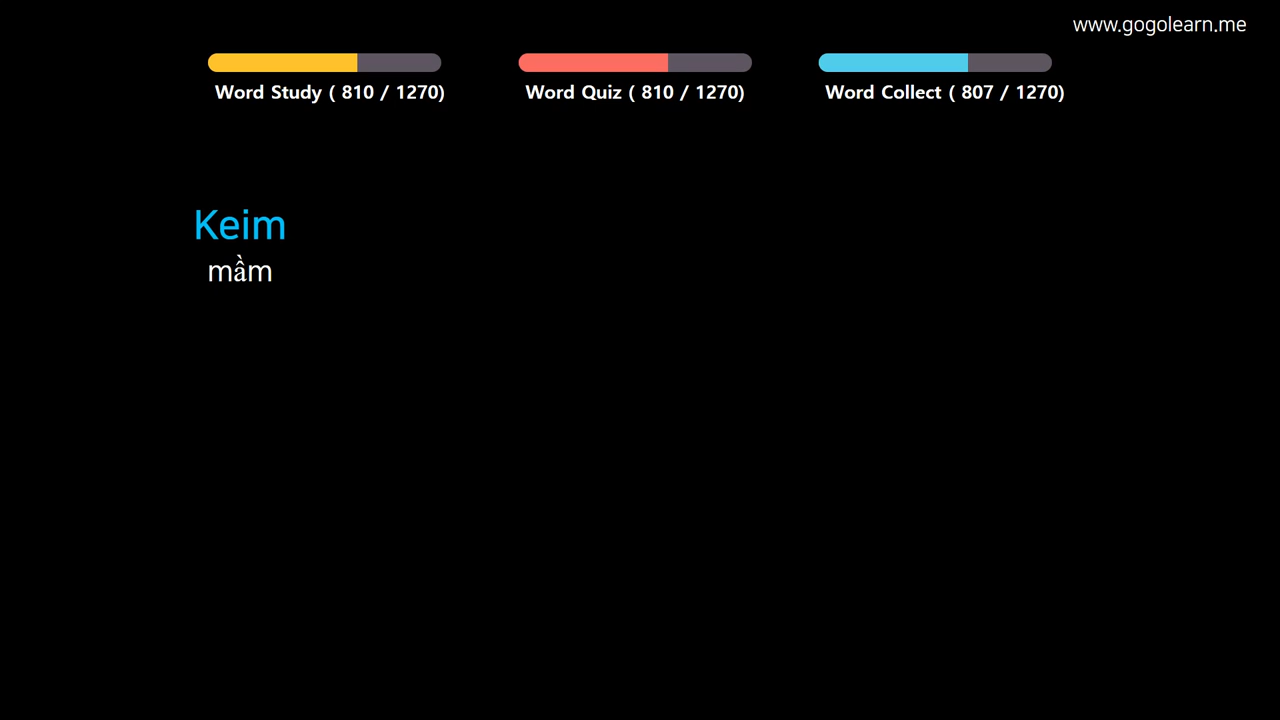 www.gogolearn.me
Word Study ( 810 / 1270)
Word Quiz ( 810 / 1270)
Word Collect ( 807 / 1270)
Keim
mầm